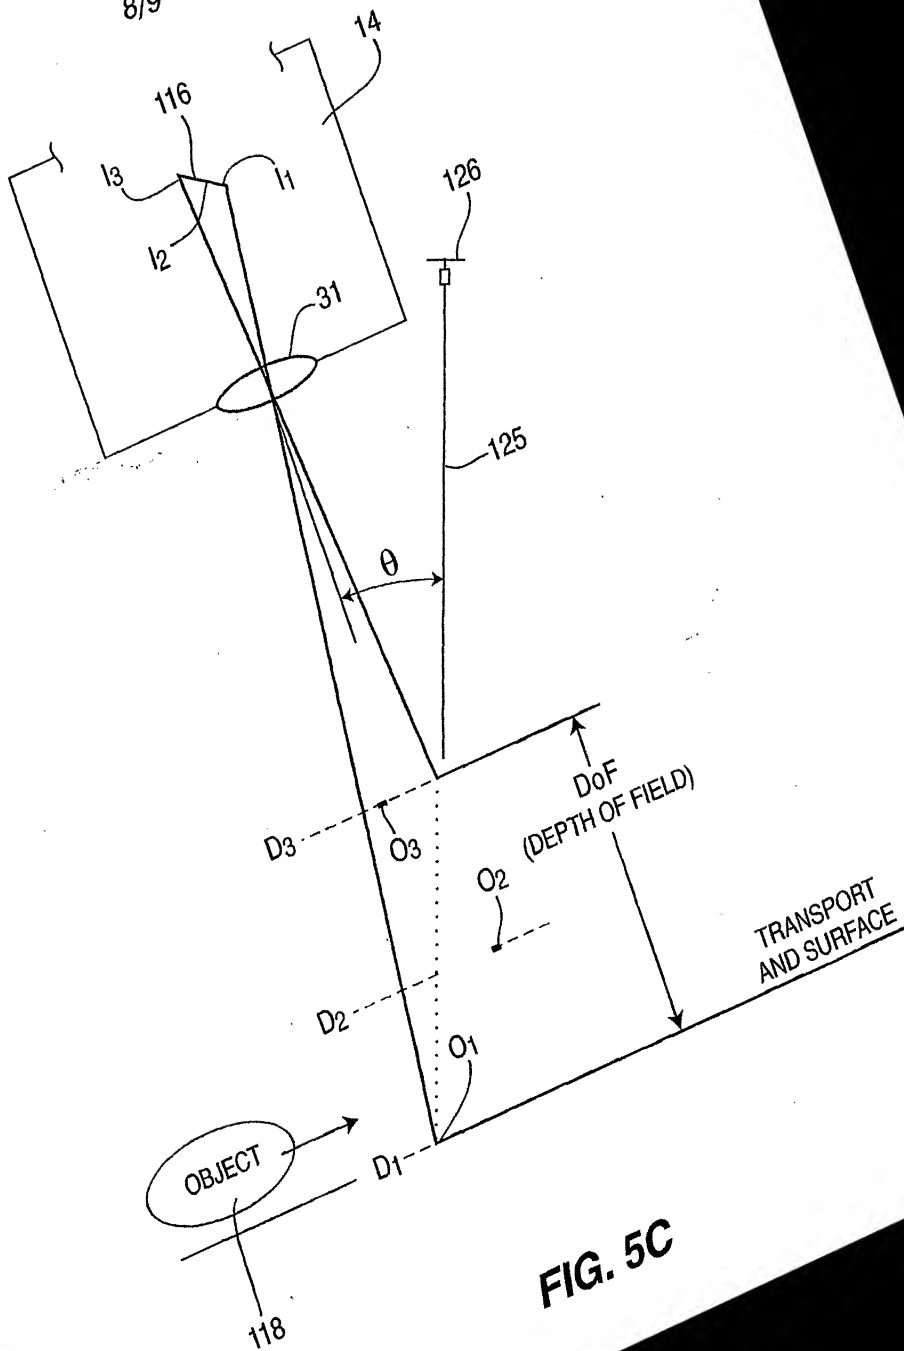 8/9
14
116
I3
I1
126
I2
31
125
θ
DoF
(DEPTH OF FIELD)
D3
O3
O2
TRANSPORT
AND SURFACE
D2
O1
OBJECT
D1
FIG. 5C
118